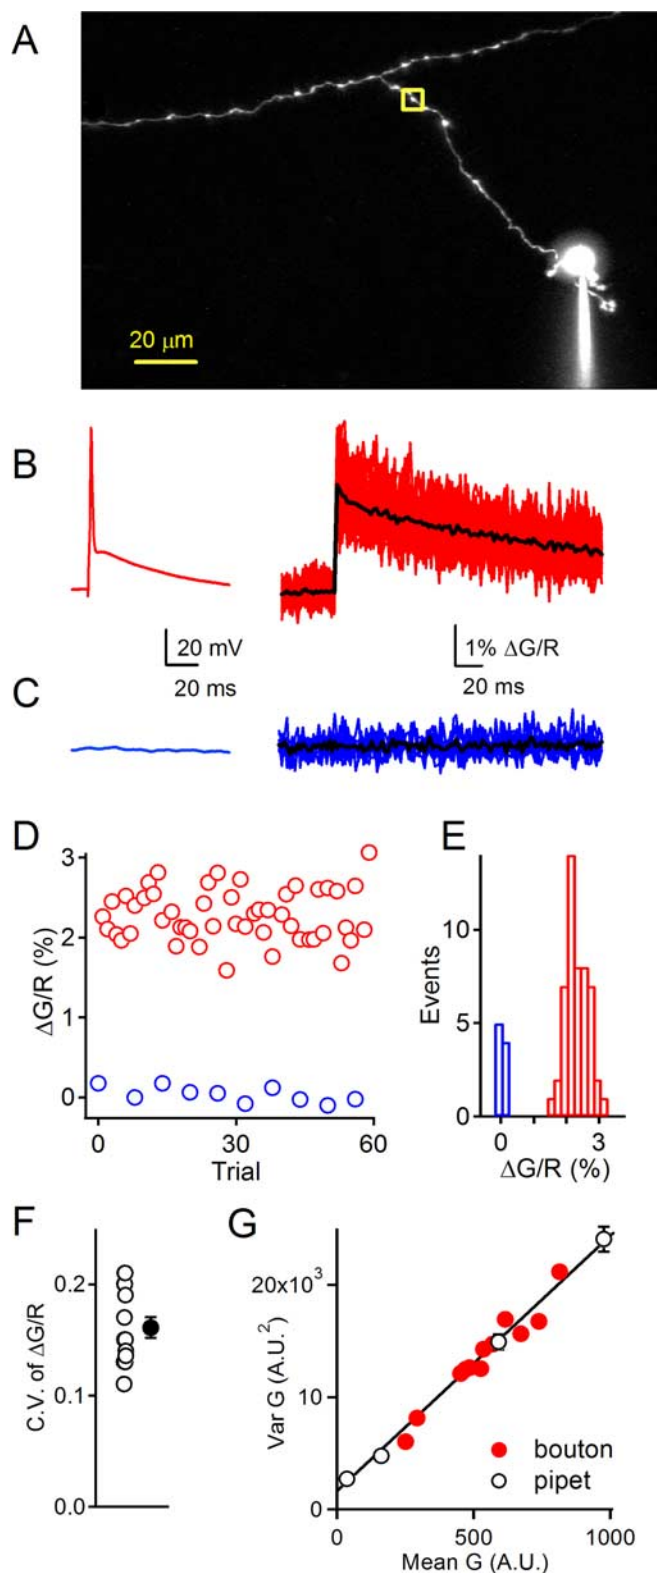 A
20 μm
B
20 mV
20 ms
1% ΔG/R
20 ms
C
D
3
2
1
0
ΔG/R (%)
0
30
60
Trial
E
10
5
0
Events
0
3
ΔG/R (%)
F
0.2
0.1
0.0
C.V. of ΔG/R
G
20x10³
10
0
Var G (A.U.²)
bouton
pipet
0
500
1000
Mean G (A.U.)